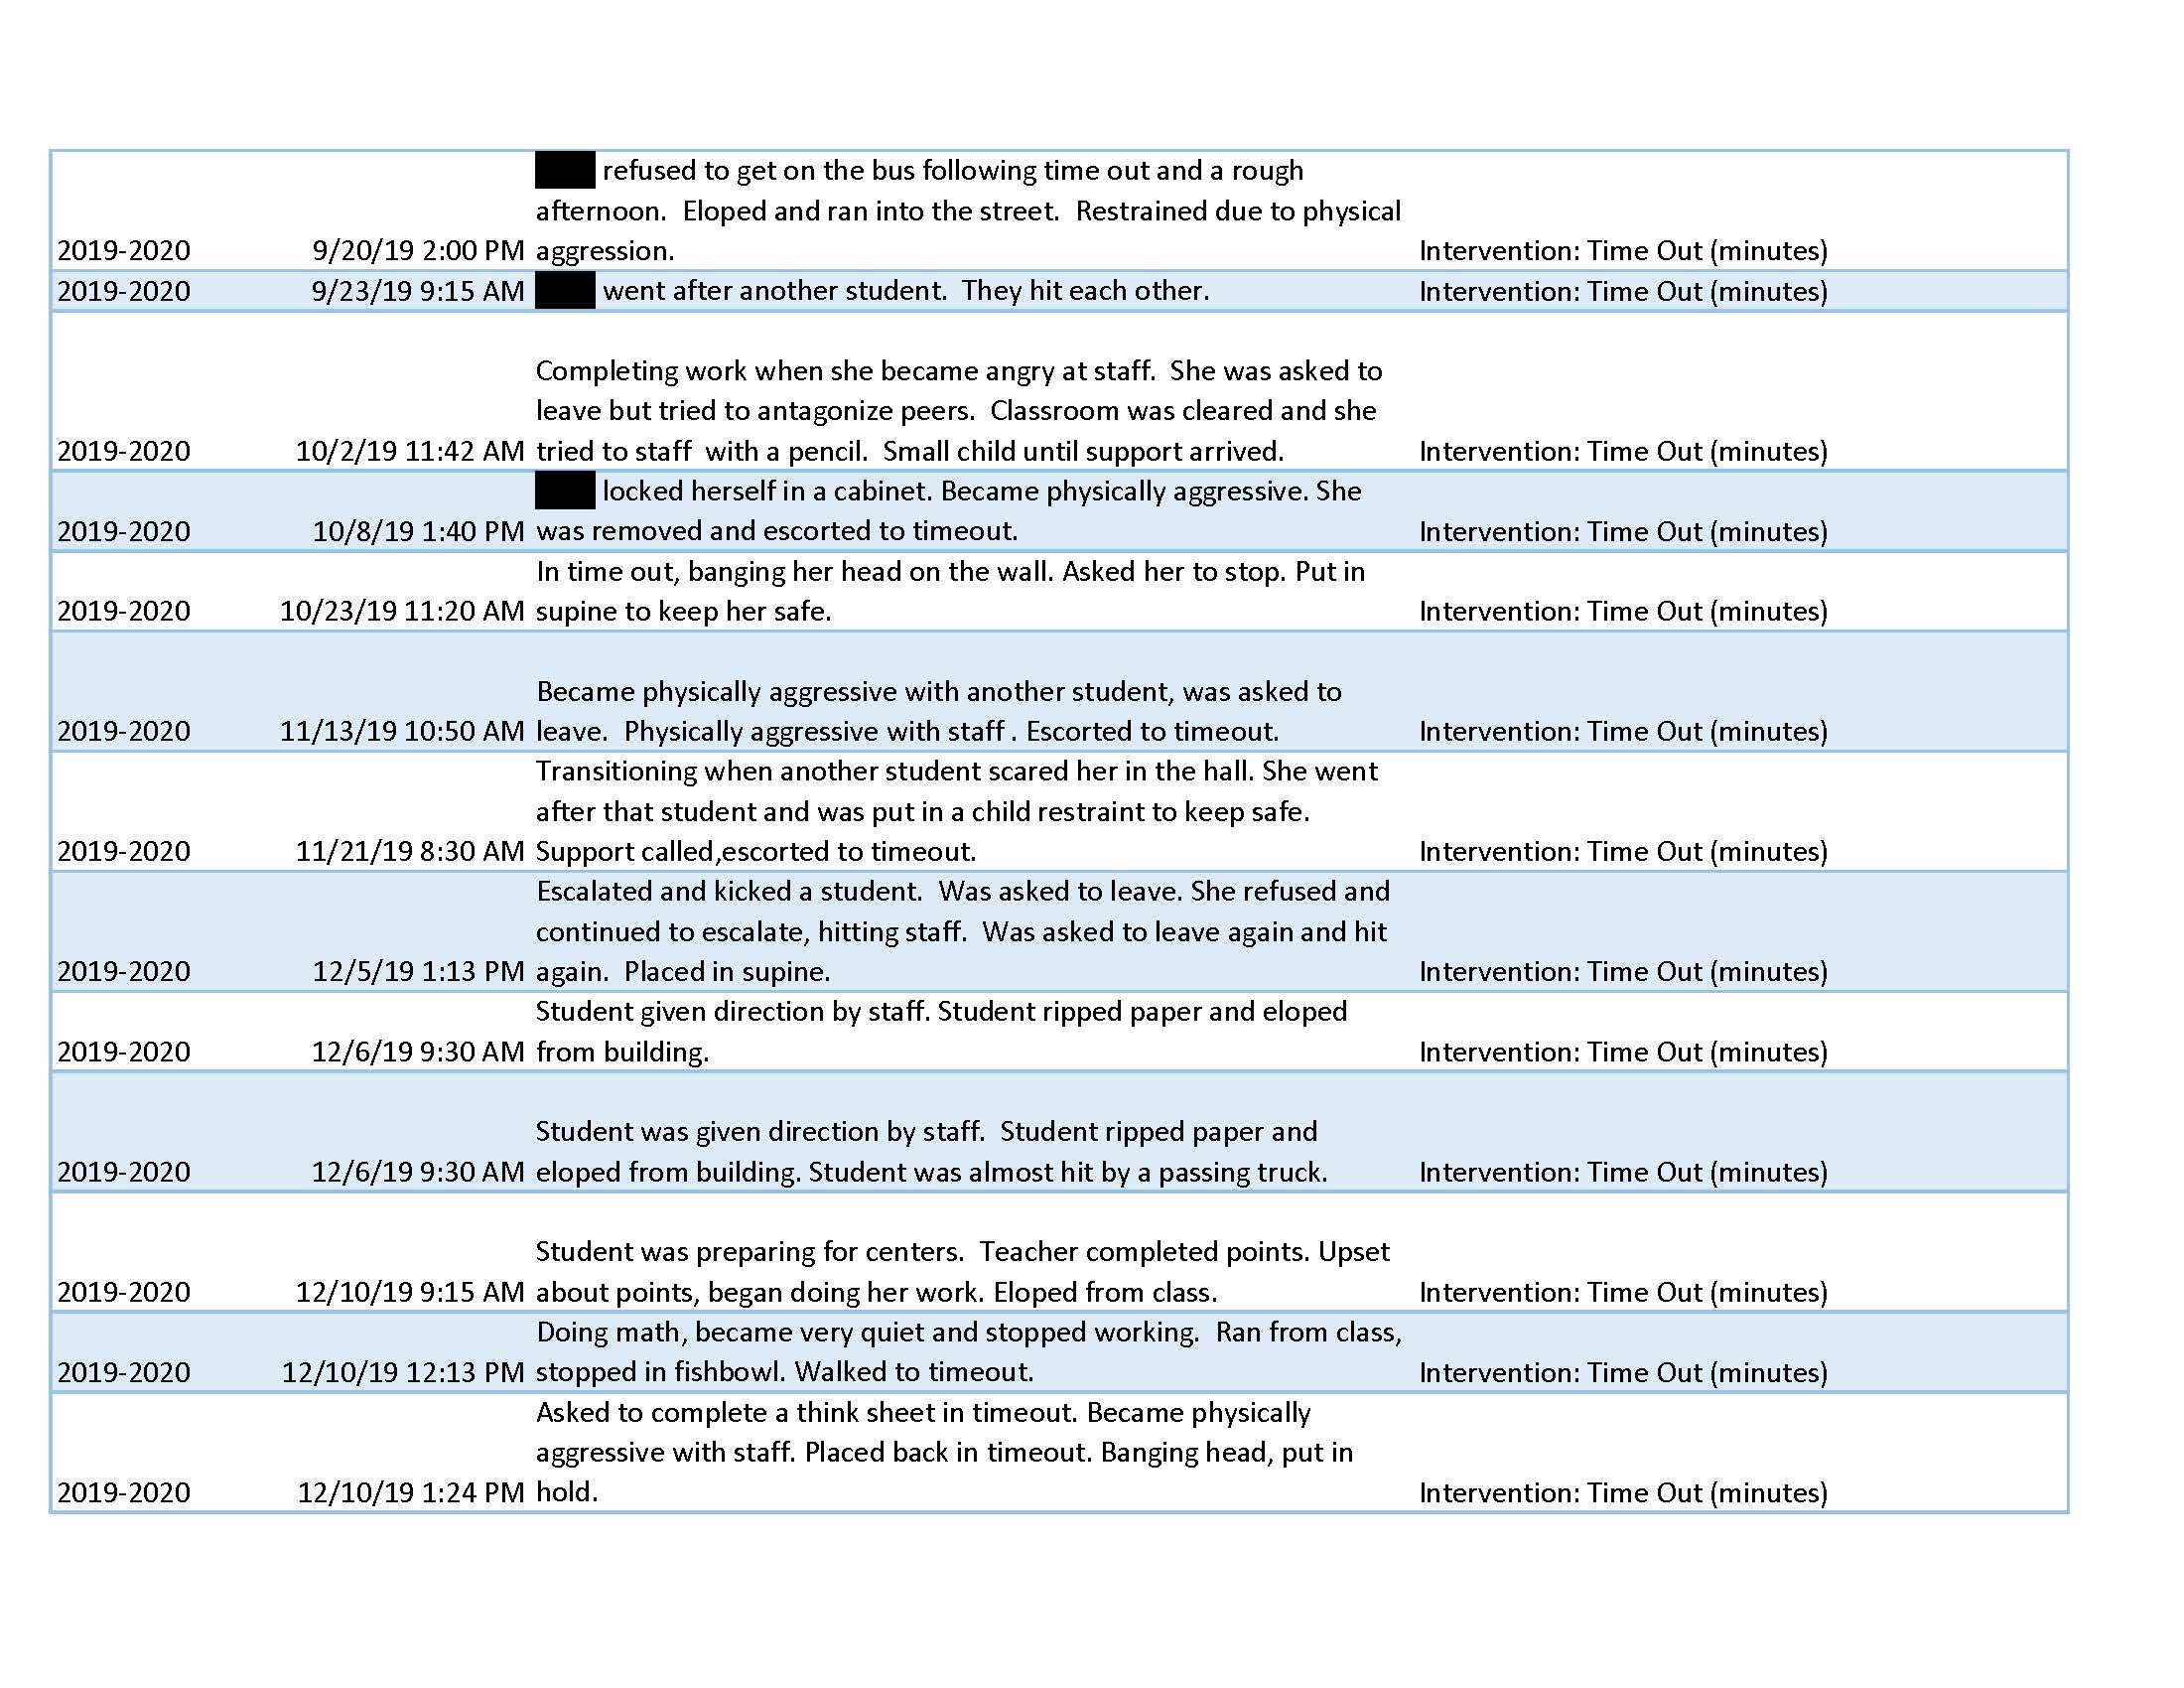 refused to get on the bus following time out and a rough
afternoon.  Eloped and ran into the street.  Restrained due to physical
2019-2020 9/20/19 2:00 PM aggression. Intervention: Time Out (minutes)
2019-2020 9/23/19 9:15 AM went after another student.  They hit each other. Intervention: Time Out (minutes)
Completing work when she became angry at staff.  She was asked to
leave but tried to antagonize peers.  Classroom was cleared and she
2019-2020 10/2/19 11:42 AM tried to staff  with a pencil.  Small child until support arrived. Intervention: Time Out (minutes)
locked herself in a cabinet. Became physically aggressive. She
2019-2020 10/8/19 1:40 PM was removed and escorted to timeout. Intervention: Time Out (minutes)
In time out, banging her head on the wall. Asked her to stop. Put in
2019-2020 10/23/19 11:20 AM supine to keep her safe. Intervention: Time Out (minutes)
Became physically aggressive with another student, was asked to
2019-2020 11/13/19 10:50 AM leave.  Physically aggressive with staff . Escorted to timeout. Intervention: Time Out (minutes)
Transitioning when another student scared her in the hall. She went
after that student and was put in a child restraint to keep safe.
2019-2020 11/21/19 8:30 AM Support called,escorted to timeout. Intervention: Time Out (minutes)
Escalated and kicked a student.  Was asked to leave. She refused and
continued to escalate, hitting staff.  Was asked to leave again and hit
2019-2020 12/5/19 1:13 PM again.  Placed in supine. Intervention: Time Out (minutes)
Student given direction by staff. Student ripped paper and eloped
2019-2020 12/6/19 9:30 AM from building. Intervention: Time Out (minutes)
Student was given direction by staff.  Student ripped paper and
2019-2020 12/6/19 9:30 AM eloped from building. Student was almost hit by a passing truck. Intervention: Time Out (minutes)
Student was preparing for centers.  Teacher completed points. Upset
2019-2020 12/10/19 9:15 AM about points, began doing her work. Eloped from class. Intervention: Time Out (minutes)
Doing math, became very quiet and stopped working.  Ran from class,
2019-2020 12/10/19 12:13 PM stopped in fishbowl. Walked to timeout. Intervention: Time Out (minutes)
Asked to complete a think sheet in timeout. Became physically
aggressive with staff. Placed back in timeout. Banging head, put in
2019-2020 12/10/19 1:24 PM hold. Intervention: Time Out (minutes)